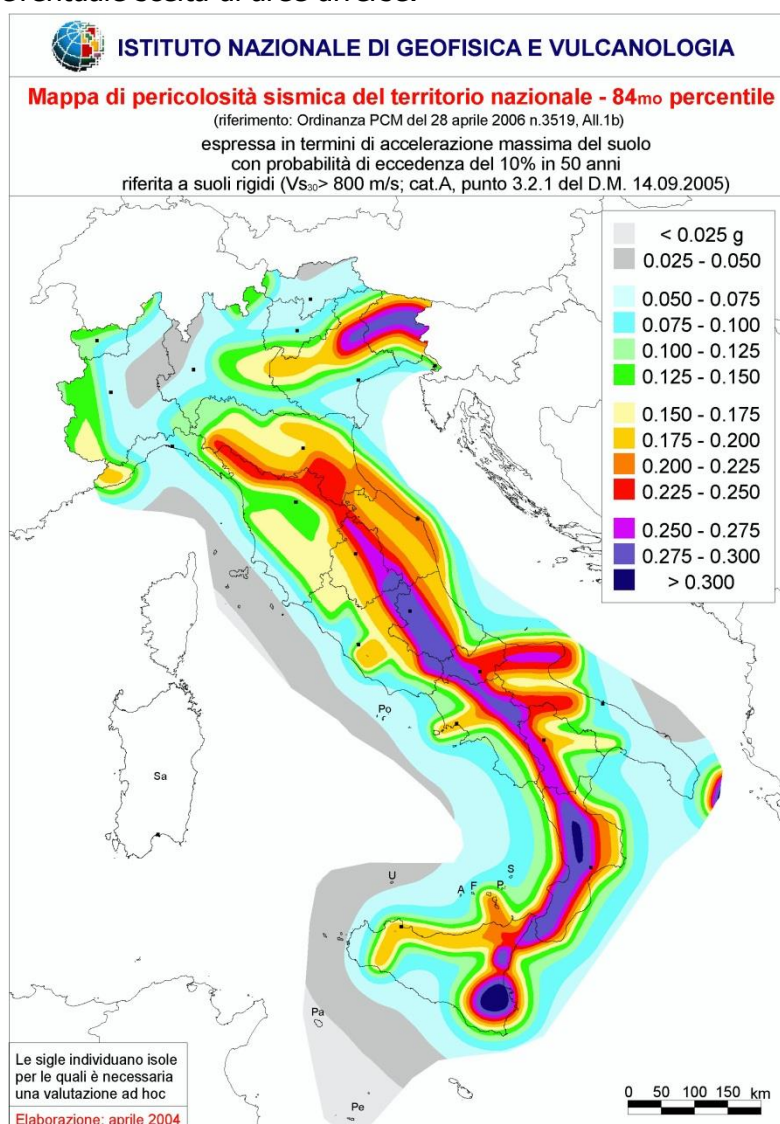 eventuale scelta di aree diverse.
ISTITUTO NAZIONALE DI GEOFISICA E VULCANOLOGIA
Mappa di pericolosità sismica del territorio nazionale - 84mo percentile
(riferimento: Ordinanza PCM del 28 aprile 2006 n.3519, All.1b)
espressa in termini di accelerazione massima del suolo
con probabilità di eccedenza del 10% in 50 anni
riferita a suoli rigidi (Vs30> 800 m/s; cat.A, punto 3.2.1 del D.M. 14.09.2005)
< 0.025 g
0.025 - 0.050
0.050 - 0.075
0.075 - 0.100
0.100 - 0.125
0.125 - 0.150
0.150 - 0.175
0.175 - 0.200
0.200 - 0.225
0.225 - 0.250
0.250 - 0.275
0.275 - 0.300
> 0.300
Po
Sa
U
A
F
P
S
Pa
Pe
Le sigle individuano isole
per le quali è necessaria
una valutazione ad hoc
Elaborazione: aprile 2004
0 50 100 150 km